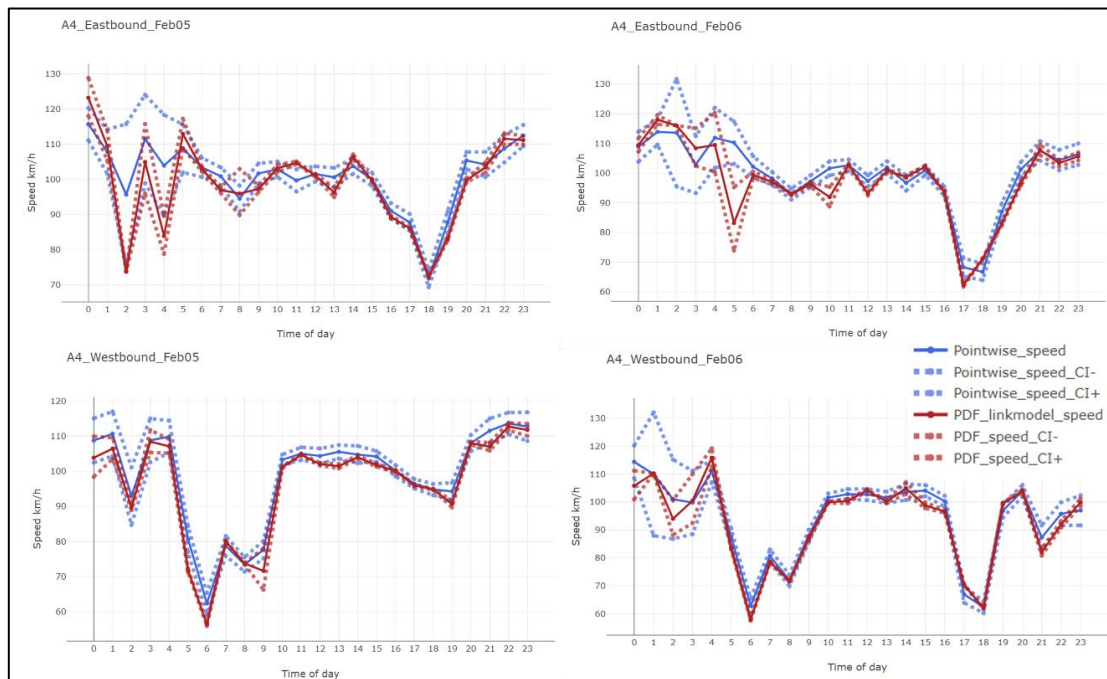 A4_Eastbound_Feb05
130
120
110
100
90
80
70
Speed km/h
0 1 2 3 4 5 6 7 8 9 10 11 12 13 14 15 16 17 18 19 20 21 22 23
Time of day
A4_Eastbound_Feb06
130
120
110
100
90
80
70
60
Speed km/h
0 1 2 3 4 5 6 7 8 9 10 11 12 13 14 15 16 17 18 19 20 21 22 23
Time of day
A4_Westbound_Feb05
120
110
100
90
80
70
60
Speed km/h
0 1 2 3 4 5 6 7 8 9 10 11 12 13 14 15 16 17 18 19 20 21 22 23
Time of day
A4_Westbound_Feb06
130
120
110
100
90
80
70
60
Speed km/h
0 1 2 3 4 5 6 7 8 9 10 11 12 13 14 15 16 17 18 19 20 21 22 23
Time of day
Pointwise_speed
Pointwise_speed_CI-
Pointwise_speed_CI+
PDF_linkmodel_speed
PDF_speed_CI-
PDF_speed_CI+